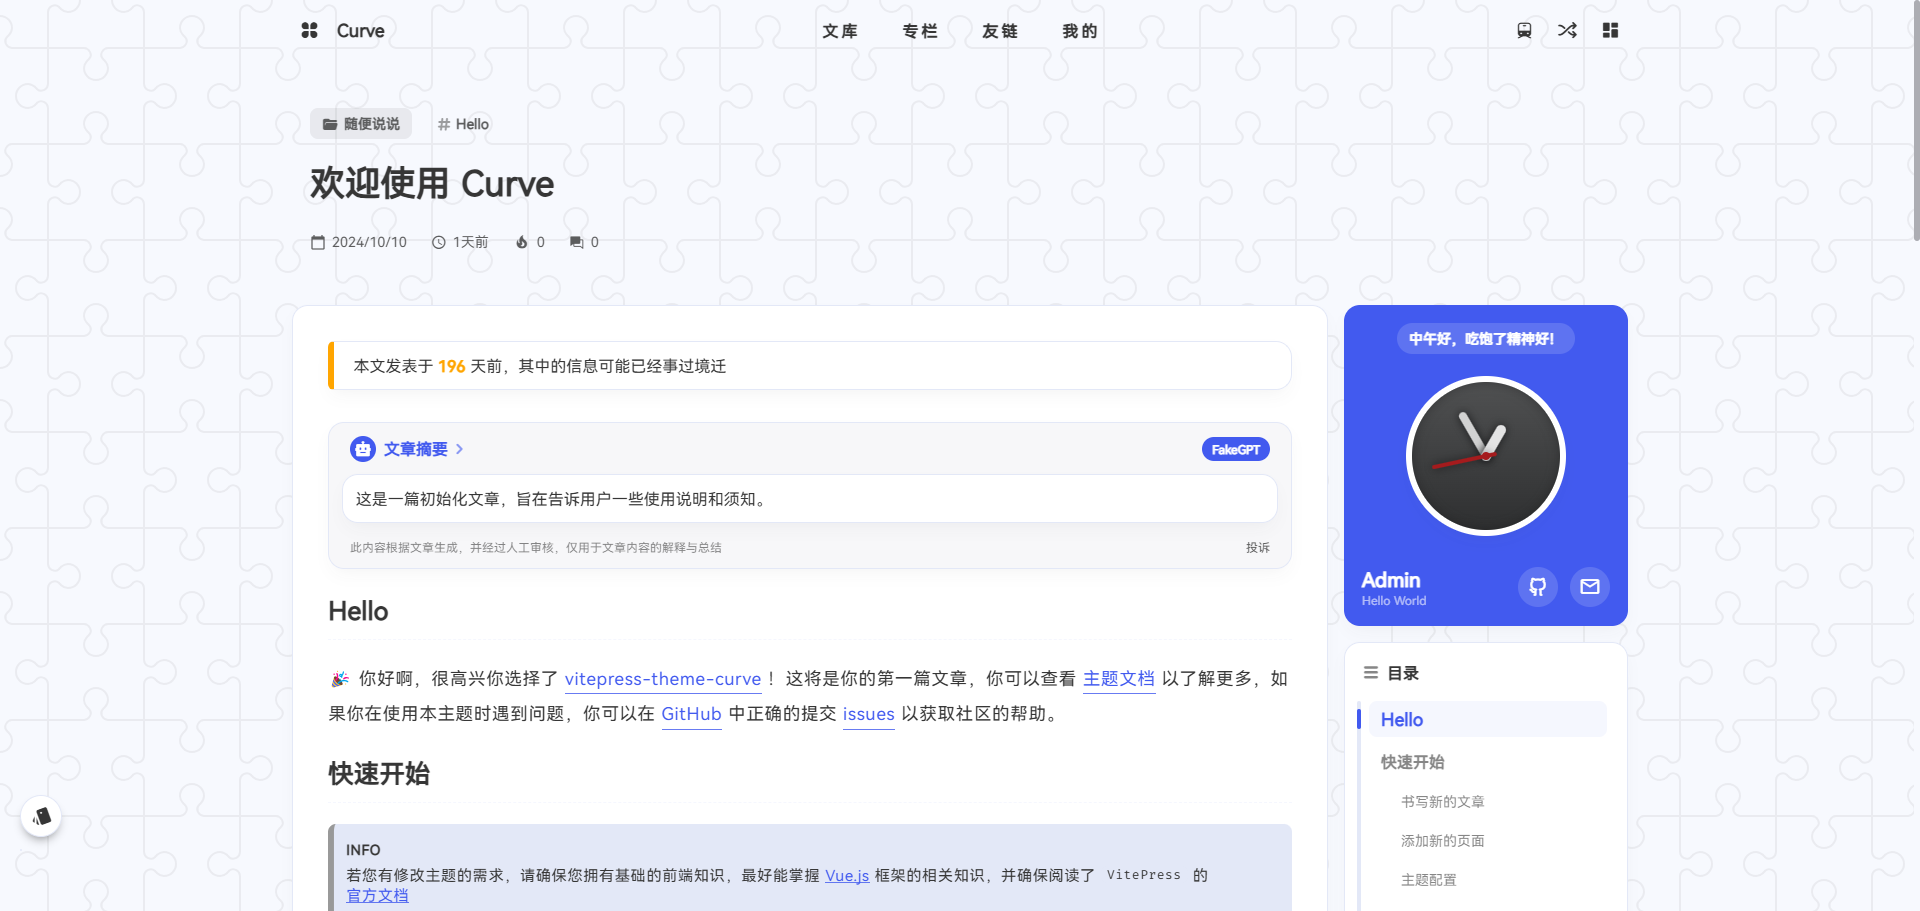 Curve
文库 专栏 友链 我的
随便说说 # Hello
欢迎使用 Curve
2024/10/10 1天前 0 0
本文发表于 196 天前，其中的信息可能已经事过境迁
文章摘要 FakeGPT
这是一篇初始化文章，旨在告诉用户一些使用说明和须知。
此内容根据文章生成，并经过人工审核，仅用于文章内容的解释与总结 投诉
Hello
🎉 你好啊，很高兴你选择了 vitepress-theme-curve ！这将是你的第一篇文章，你可以查看 主题文档 以了解更多，如
果你在使用本主题时遇到问题，你可以在 GitHub 中正确的提交 issues 以获取社区的帮助。
快速开始
INFO
若您有修改主题的需求，请确保您拥有基础的前端知识，最好能掌握 Vue.js 框架的相关知识，并确保阅读了 VitePress 的
官方文档
中午好，吃饱了精神好！
Admin
Hello World
目录
Hello
快速开始
书写新的文章
添加新的页面
主题配置